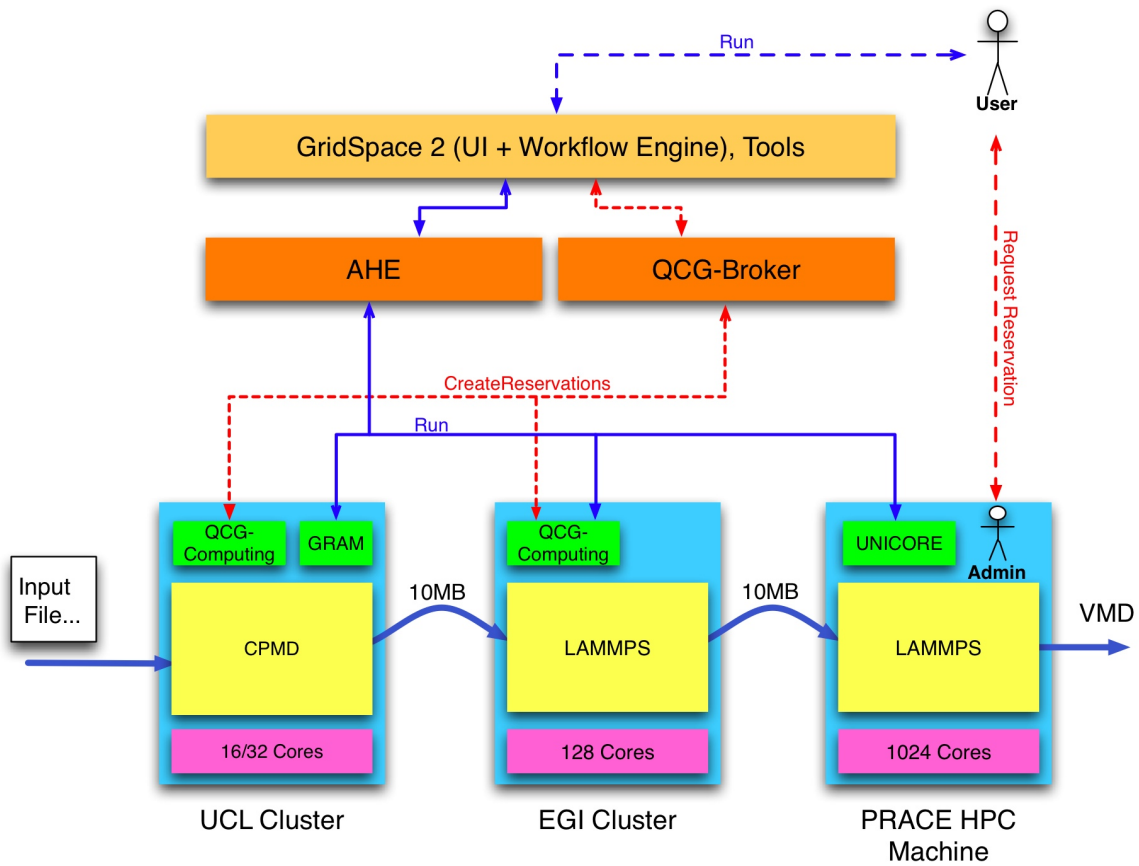 Run
User
GridSpace 2 (UI + Workflow Engine), Tools
AHE
QCG-Broker
Request Reservation
CreateReservations
Run
QCG-
Computing
GRAM
QCG-
Computing
UNICORE
Admin
Input
File...
CPMD
10MB
LAMMPS
10MB
LAMMPS
VMD
16/32 Cores
128 Cores
1024 Cores
UCL Cluster
EGI Cluster
PRACE HPC
Machine